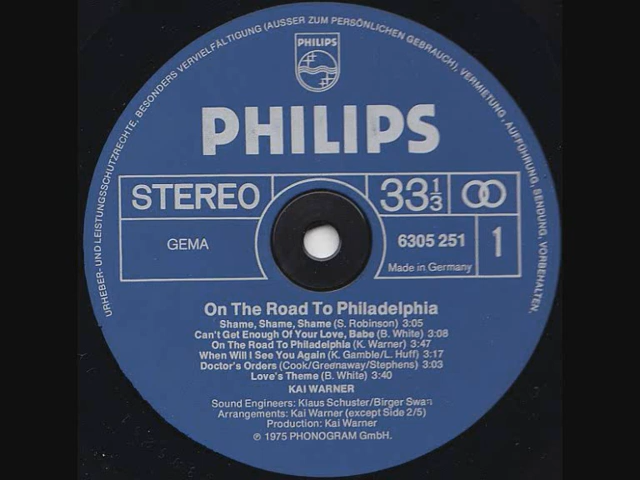 URHEBER- UND LEISTUNGSSCHUTZRECHTE, BESONDERS VERVIELFÄLTIGUNG (AUSSER ZUM PERSÖNLICHEN GEBRAUCH), VERMIETUNG, AUFFÜHRUNG, SENDUNG, VORBEHALTEN.
PHILIPS
PHILIPS
STEREO
33 1/3
GEMA
6305 251
1
Made in Germany
On The Road To Philadelphia
Shame, Shame, Shame (S. Robinson) 3:05
Can't Get Enough Of Your Love, Babe (B. White) 3:08
On The Road To Philadelphia (K. Warner) 3:47
When Will I See You Again (K. Gamble/L. Huff) 3:17
Doctor's Orders (Cook/Greenaway/Stephens) 3:03
Love's Theme (B. White) 3:40
KAI WARNER
Sound Engineers: Klaus Schuster/Birger Swan
Arrangements: Kai Warner (except Side 2/5)
Production: Kai Warner
℗ 1975 PHONOGRAM GmbH.